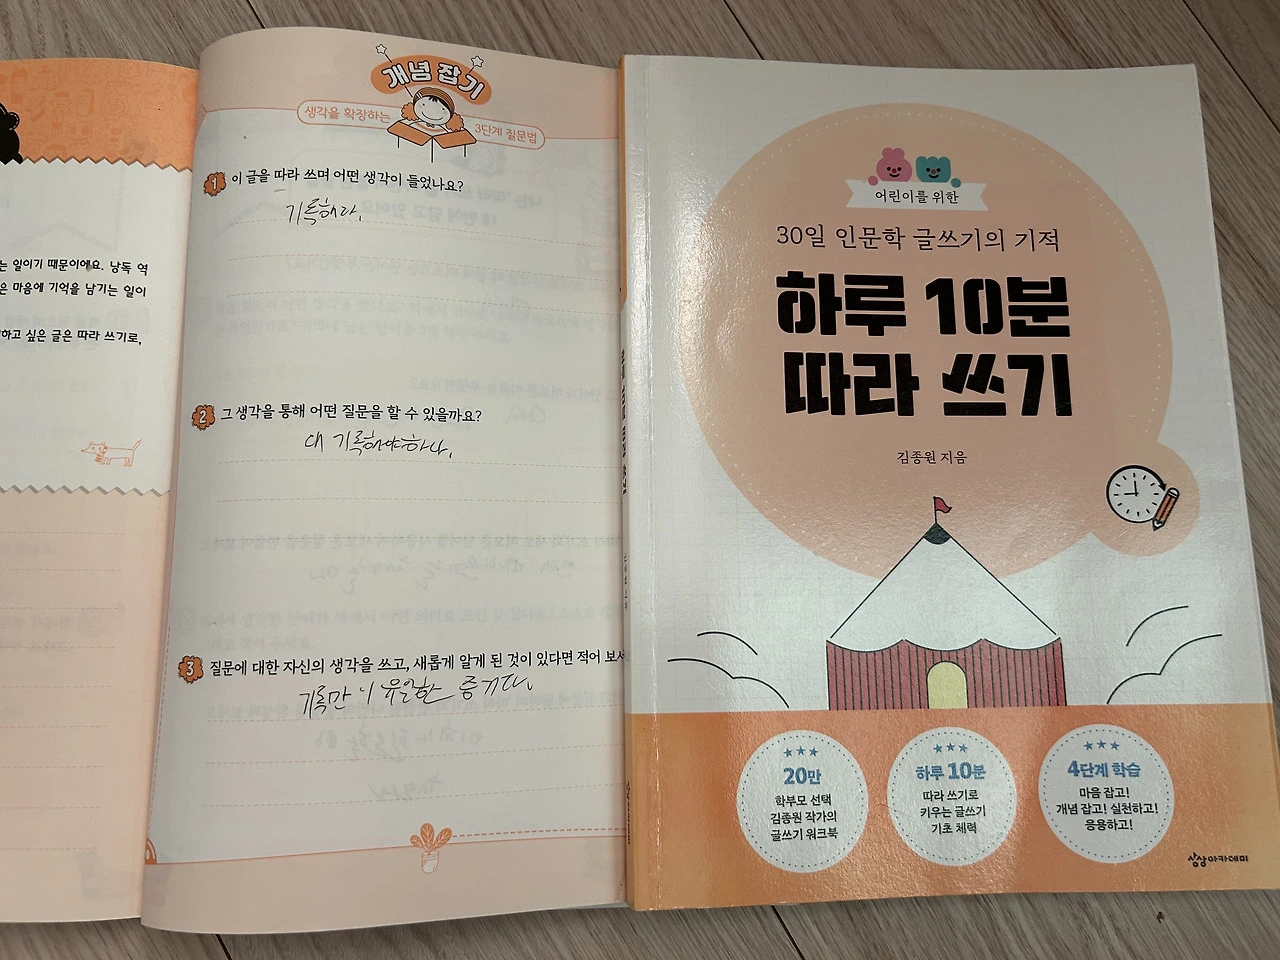 는 일이기 때문이에요. 낭독 역
은 마음에 기억을 남기는 일이
하고 싶은 글은 따라 쓰기로,
개념 잡기
생각을 확장하는 3단계 질문법
1 이 글을 따라 쓰며 어떤 생각이 들었나요?
기록해라.
2 그 생각을 통해 어떤 질문을 할 수 있을까요?
대 기록해야하나.
3 질문에 대한 자신의 생각을 쓰고, 새롭게 알게 된 것이 있다면 적어 보세
기록만이 유일한 증거다.
하루 10분 따라 쓰기
어린이를 위한
30일 인문학 글쓰기의 기적
하루 10분
따라 쓰기
김종원 지음
20만
학부모 선택
김종원 작가의
글쓰기 워크북
하루 10분
따라 쓰기로
키우는 글쓰기
기초 체력
4단계 학습
마음 잡고!
개념 잡고! 실천하고!
응용하고!
상상아카데미